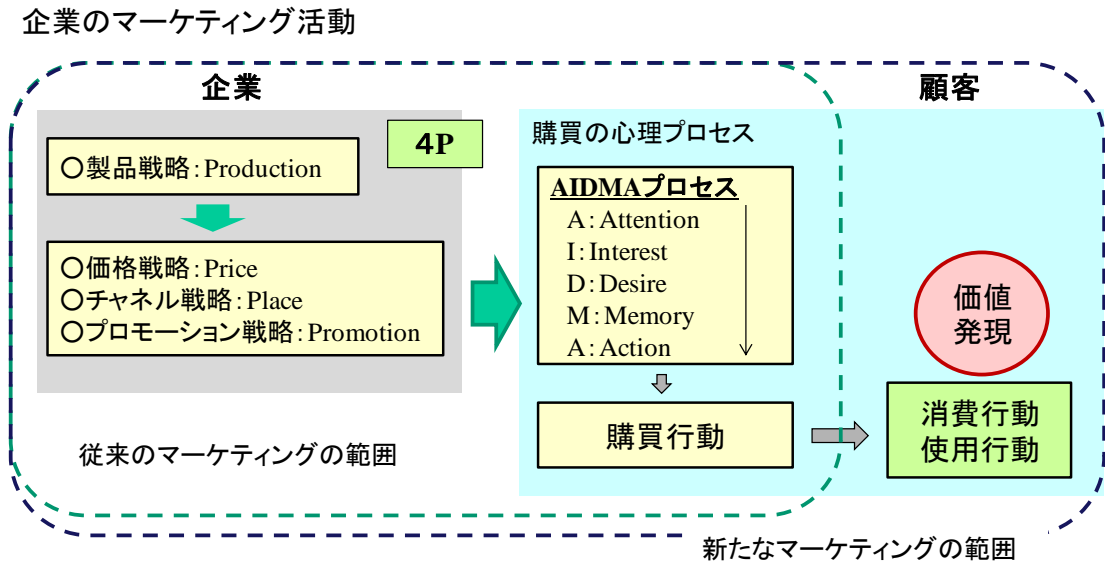 企業のマーケティング活動
企業
顧客
4P
○製品戦略:Production
○価格戦略:Price
○チャネル戦略:Place
○プロモーション戦略:Promotion
従来のマーケティングの範囲
購買の心理プロセス
AIDMAプロセス
A:Attention
I:Interest
D:Desire
M:Memory
A:Action
購買行動
価値
発現
消費行動
使用行動
新たなマーケティングの範囲